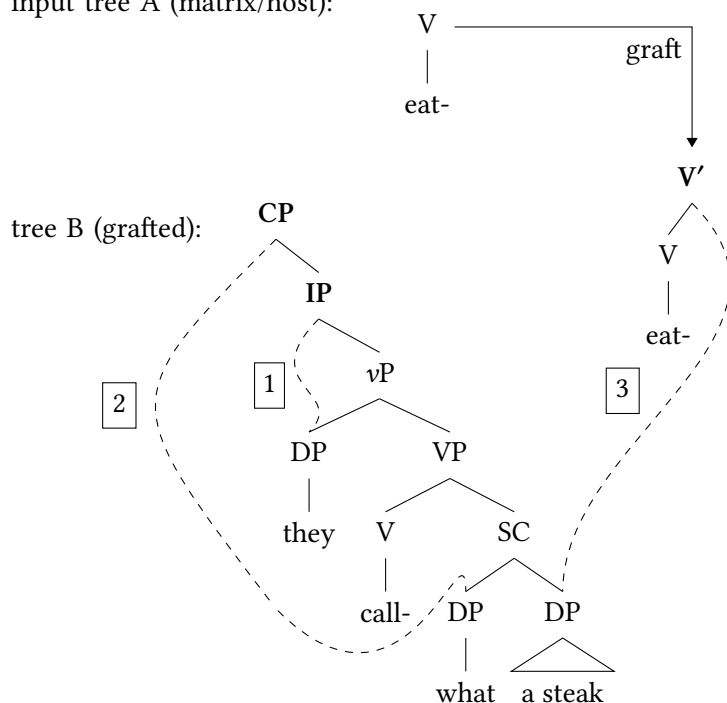 input tree A (matrix/host):
V
graft
eat-
V′
CP
tree B (grafted):
V
IP
eat-
vP
1
3
2
DP
VP
they
V
SC
call-
DP
DP
what
a steak